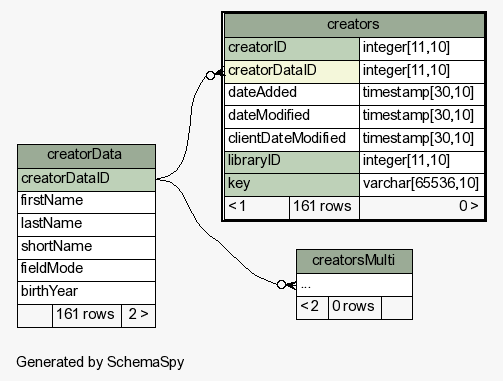 creators
creatorID integer[11,10]
creatorDataID integer[11,10]
dateAdded timestamp[30,10]
dateModified timestamp[30,10]
clientDateModified timestamp[30,10]
libraryID integer[11,10]
key varchar[65536,10]
< 1 161 rows 0 >
creatorData
creatorDataID
firstName
lastName
shortName
fieldMode
birthYear
161 rows 2 >
creatorsMulti
...
< 2 0 rows
Generated by SchemaSpy